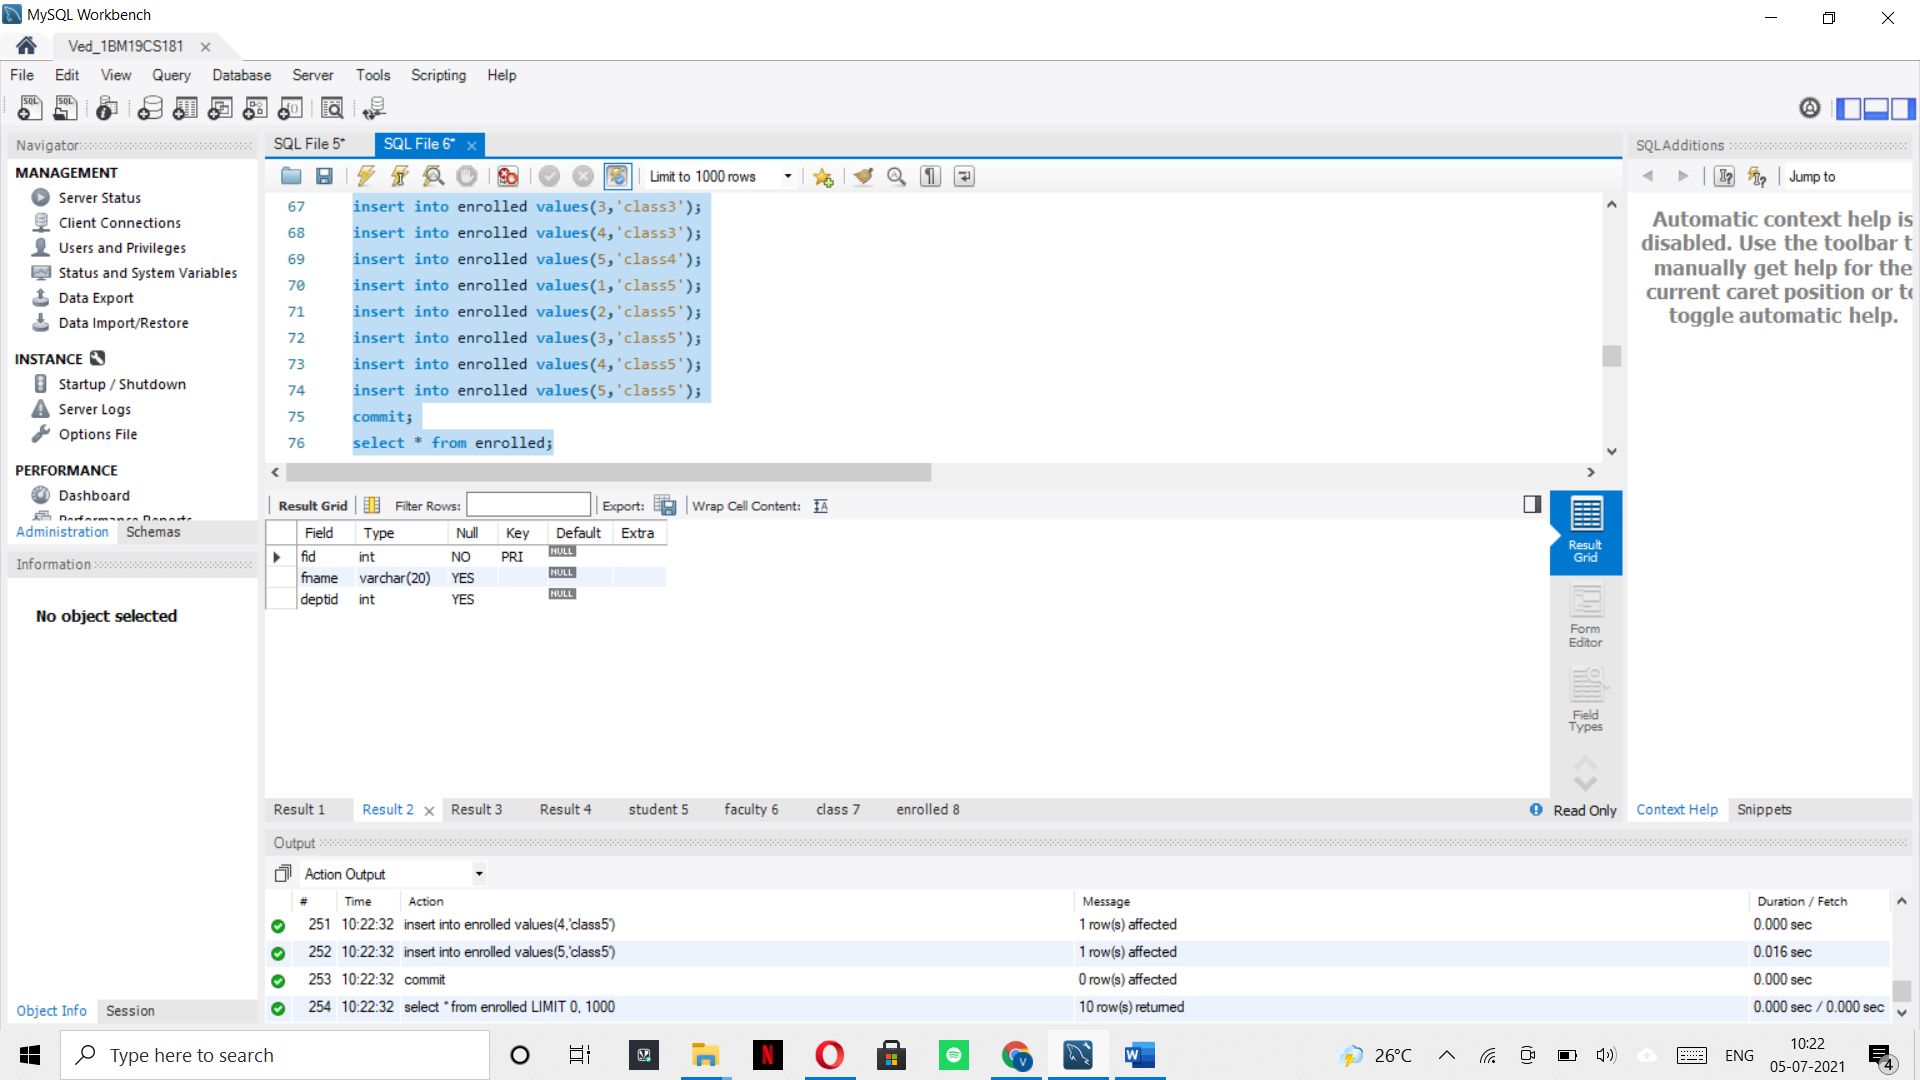 MySQL Workbench
Ved_1BM19CS181
File Edit View Query Database Server Tools Scripting Help
Navigator
MANAGEMENT
Server Status
Client Connections
Users and Privileges
Status and System Variables
Data Export
Data Import/Restore
INSTANCE
Startup / Shutdown
Server Logs
Options File
PERFORMANCE
Dashboard
Performance Reports
Administration Schemas
Information
No object selected
Object Info Session
SQL File 5* SQL File 6*
Limit to 1000 rows
67 insert into enrolled values(3,'class3');
68 insert into enrolled values(4,'class3');
69 insert into enrolled values(5,'class4');
70 insert into enrolled values(1,'class5');
71 insert into enrolled values(2,'class5');
72 insert into enrolled values(3,'class5');
73 insert into enrolled values(4,'class5');
74 insert into enrolled values(5,'class5');
75 commit;
76 select * from enrolled;
Result Grid Filter Rows: Export: Wrap Cell Content:
Field Type Null Key Default Extra
fid int NO PRI NULL
fname varchar(20) YES NULL
deptid int YES NULL
Result Grid
Form Editor
Field Types
Result 1 Result 2 Result 3 Result 4 student 5 faculty 6 class 7 enrolled 8 Read Only
Output
Action Output
# Time Action Message Duration / Fetch
251 10:22:32 insert into enrolled values(4,'class5') 1 row(s) affected 0.000 sec
252 10:22:32 insert into enrolled values(5,'class5') 1 row(s) affected 0.016 sec
253 10:22:32 commit 0 row(s) affected 0.000 sec
254 10:22:32 select * from enrolled LIMIT 0, 1000 10 row(s) returned 0.000 sec / 0.000 sec
SQLAdditions
Jump to
Automatic context help is
disabled. Use the toolbar t
manually get help for the
current caret position or to
toggle automatic help.
Context Help Snippets
Type here to search
26°C
ENG
10:22
05-07-2021
4